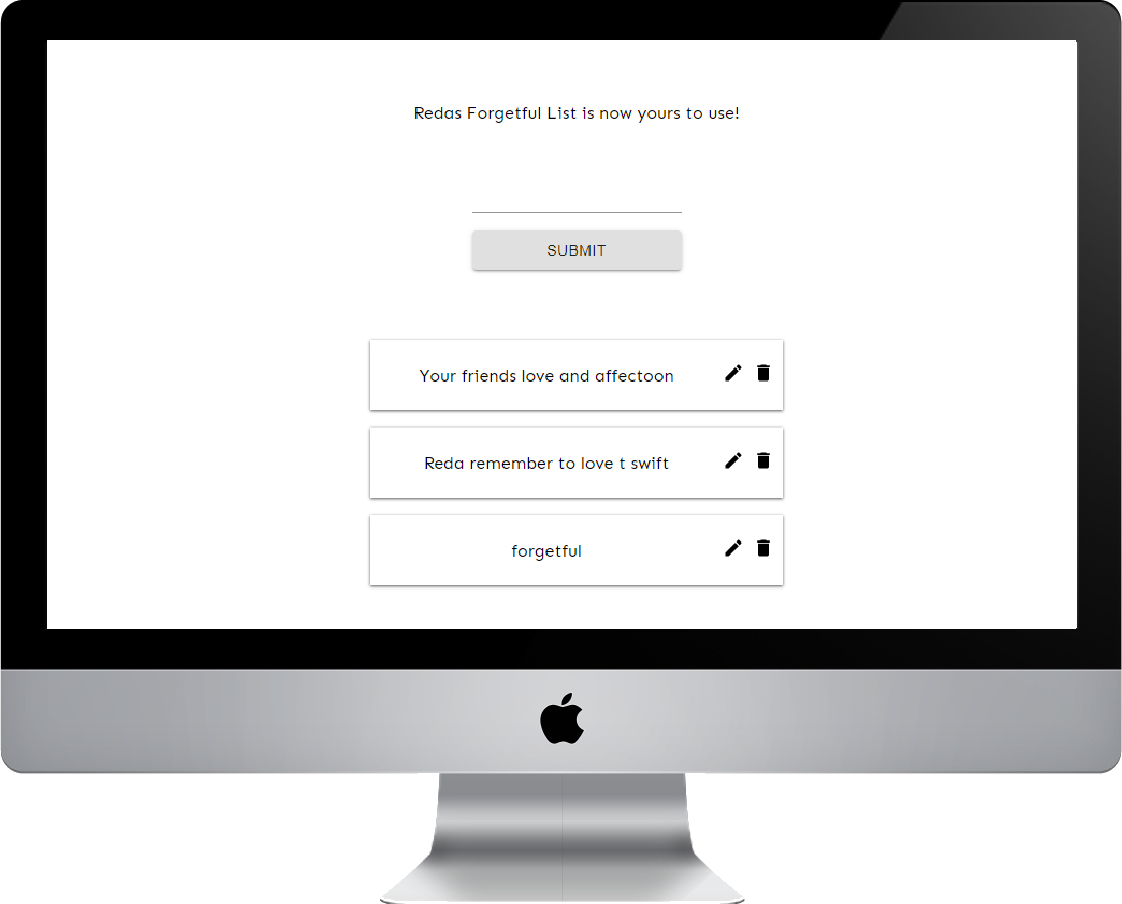 Redas Forgetful List is now yours to use!
SUBMIT
Your friends love and affectoon
Reda remember to love t swift
forgetful